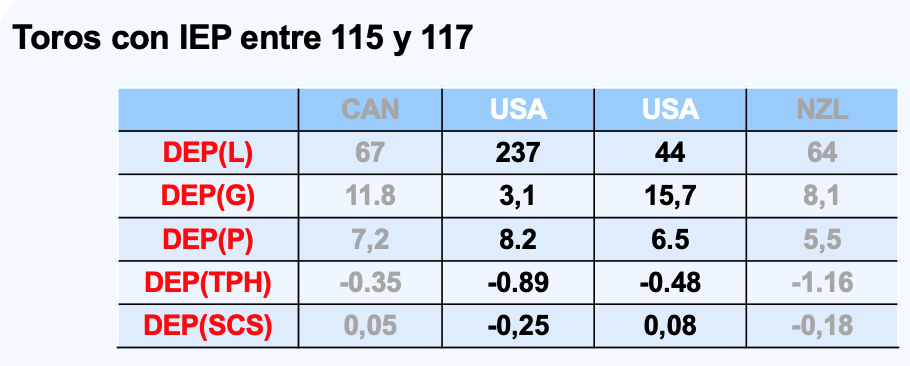 Toros con IEP entre 115 y 117
CAN USA USA NZL
DEP(L) 67 237 44 64
DEP(G) 11.8 3,1 15,7 8,1
DEP(P) 7,2 8.2 6.5 5,5
DEP(TPH) -0.35 -0.89 -0.48 -1.16
DEP(SCS) 0,05 -0,25 0,08 -0,18